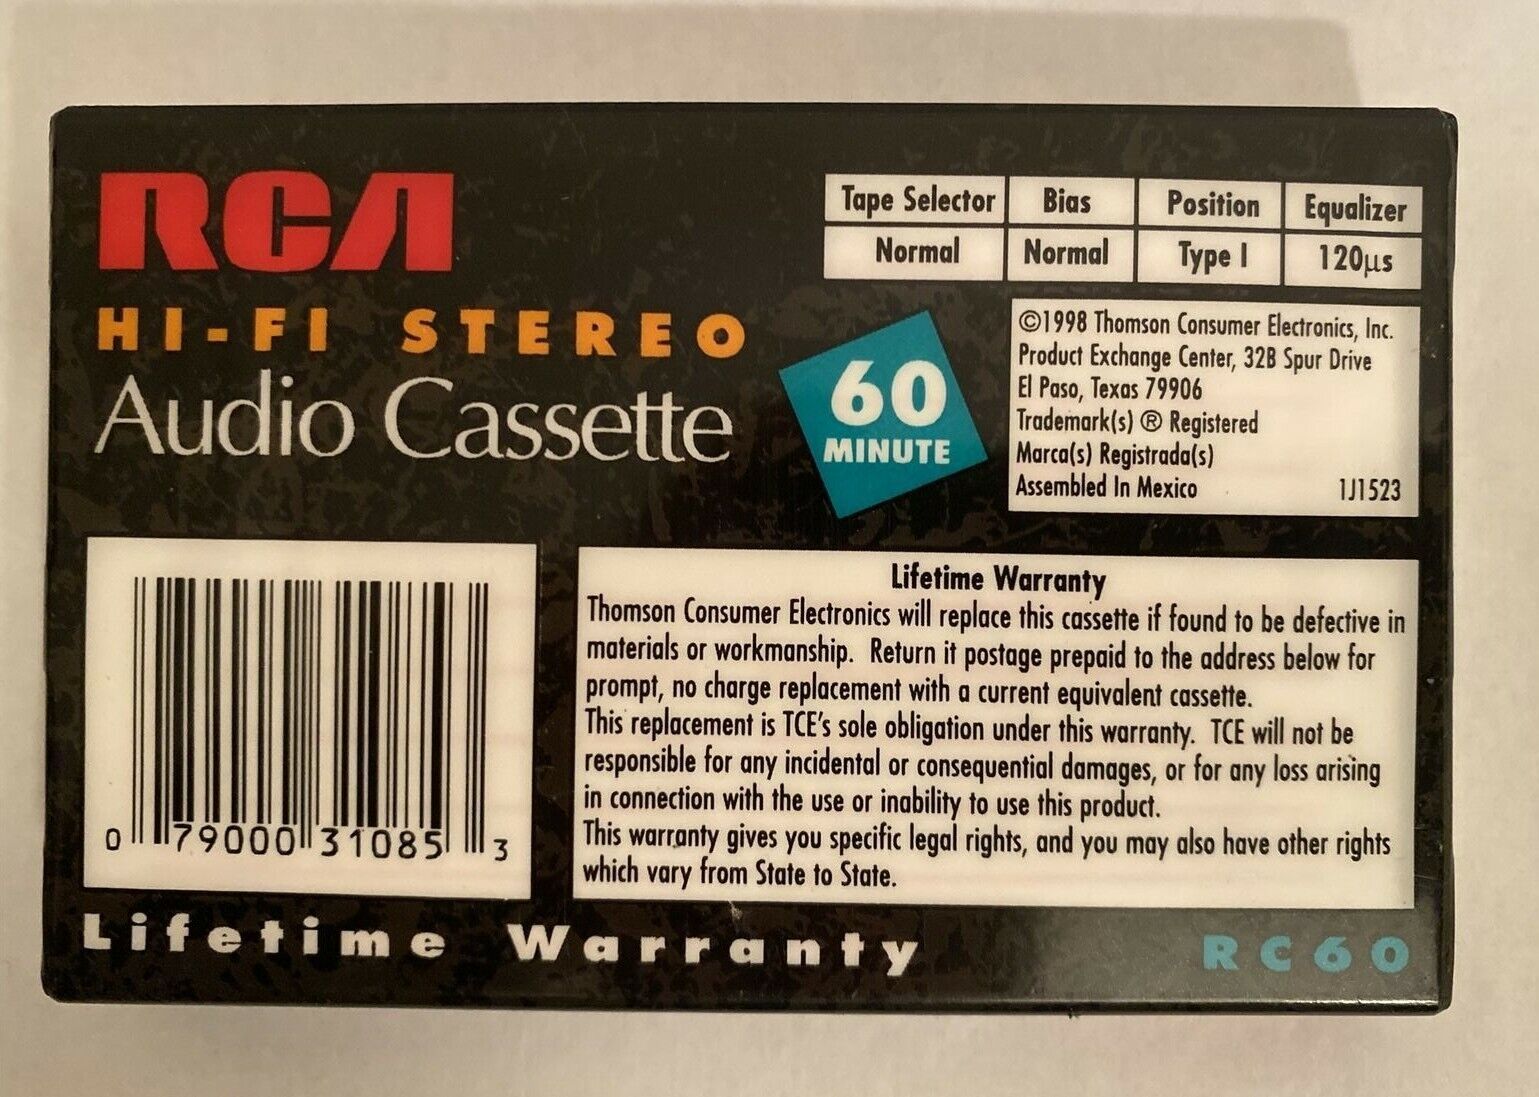 RCA
HI-FI STEREO
Audio Cassette
Tape Selector Bias Position Equalizer
Normal Normal Type I 120µs
60
MINUTE
©1998 Thomson Consumer Electronics, Inc.
Product Exchange Center, 32B Spur Drive
El Paso, Texas 79906
Trademark(s) ® Registered
Marca(s) Registrada(s)
Assembled In Mexico 1J1523
0 79000 31085 3
Lifetime Warranty
Thomson Consumer Electronics will replace this cassette if found to be defective in
materials or workmanship. Return it postage prepaid to the address below for
prompt, no charge replacement with a current equivalent cassette.
This replacement is TCE's sole obligation under this warranty. TCE will not be
responsible for any incidental or consequential damages, or for any loss arising
in connection with the use or inability to use this product.
This warranty gives you specific legal rights, and you may also have other rights
which vary from State to State.
Lifetime Warranty
RC60